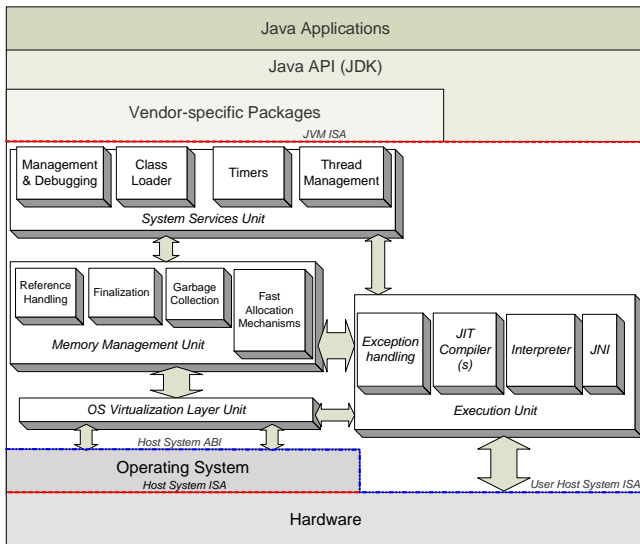 Java Applications
Java API (JDK)
Vendor-specific Packages
JVM ISA
Management
& Debugging
Class
Loader
Timers
Thread
Management
System Services Unit
Reference
Handling
Finalization
Garbage
Collection
Fast
Allocation
Mechanisms
Memory Management Unit
Exception
handling
JIT
Compiler
(s)
Interpreter
JNI
Execution Unit
OS Virtualization Layer Unit
Host System ABI
Operating System
Host System ISA
User Host System ISA
Hardware